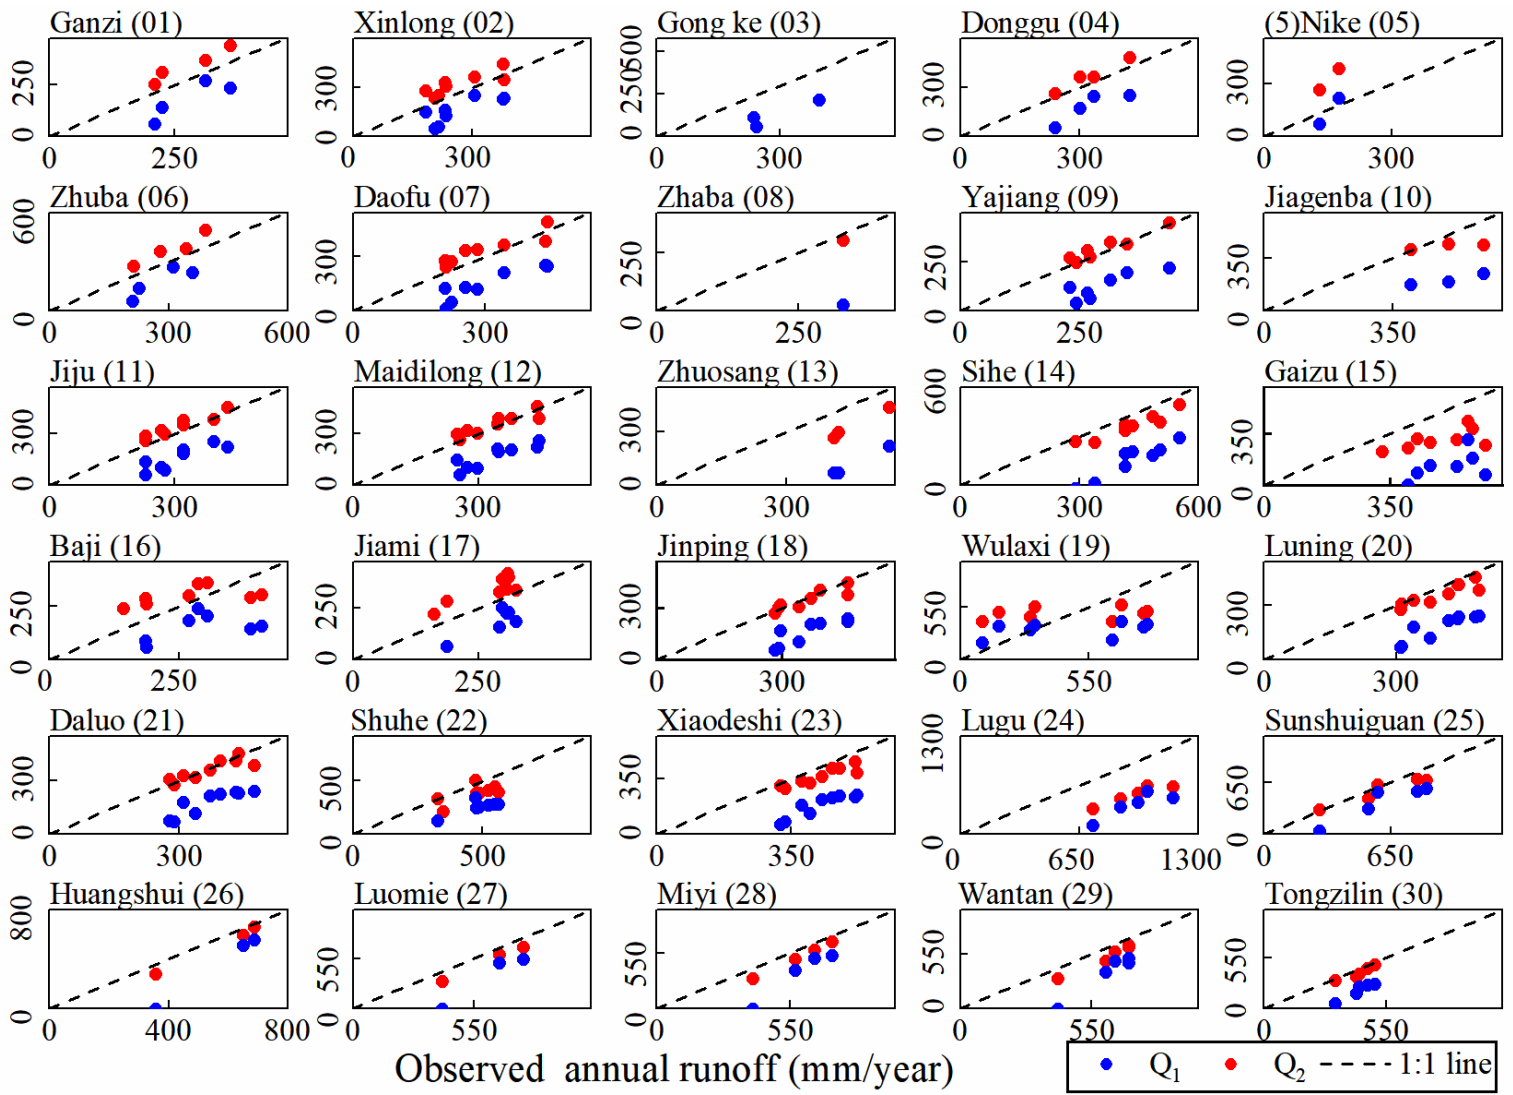 Ganzi (01) Xinlong (02) Gong ke (03) Donggu (04) (5)Nike (05)
250 300 500 300 300
250
0 0 0 0 0
0 250 0 300 0 300 0 300 0 300
Zhuba (06) Daofu (07) Zhaba (08) Yajiang (09) Jiagenba (10)
600 300 250 250 350
0 0 0 0 0
0 300 600 0 300 0 250 0 250 0 350
Jiju (11) Maidilong (12) Zhuosang (13) Sihe (14) Gaizu (15)
300 300 300 600 350
0 0 0 0 0
0 300 0 300 0 300 0 300 600 0 350
Baji (16) Jiami (17) Jinping (18) Wulaxi (19) Luning (20)
250 250 300 550 300
0 0 0 0 0
0 250 0 250 0 300 0 550 0 300
Daluo (21) Shuhe (22) Xiaodeshi (23) Lugu (24) Sunshuiguan (25)
300 500 350 1300 650
0 0 0 0 0
0 300 0 500 0 350 0 650 1300 0 650
Huangshui (26) Luomie (27) Miyi (28) Wantan (29) Tongzilin (30)
800 550 550 550 550
0 0 0 0 0
0 400 800 0 550 0 550 0 550 0 550
Observed annual runoff (mm/year)
Q1 Q2 1:1 line